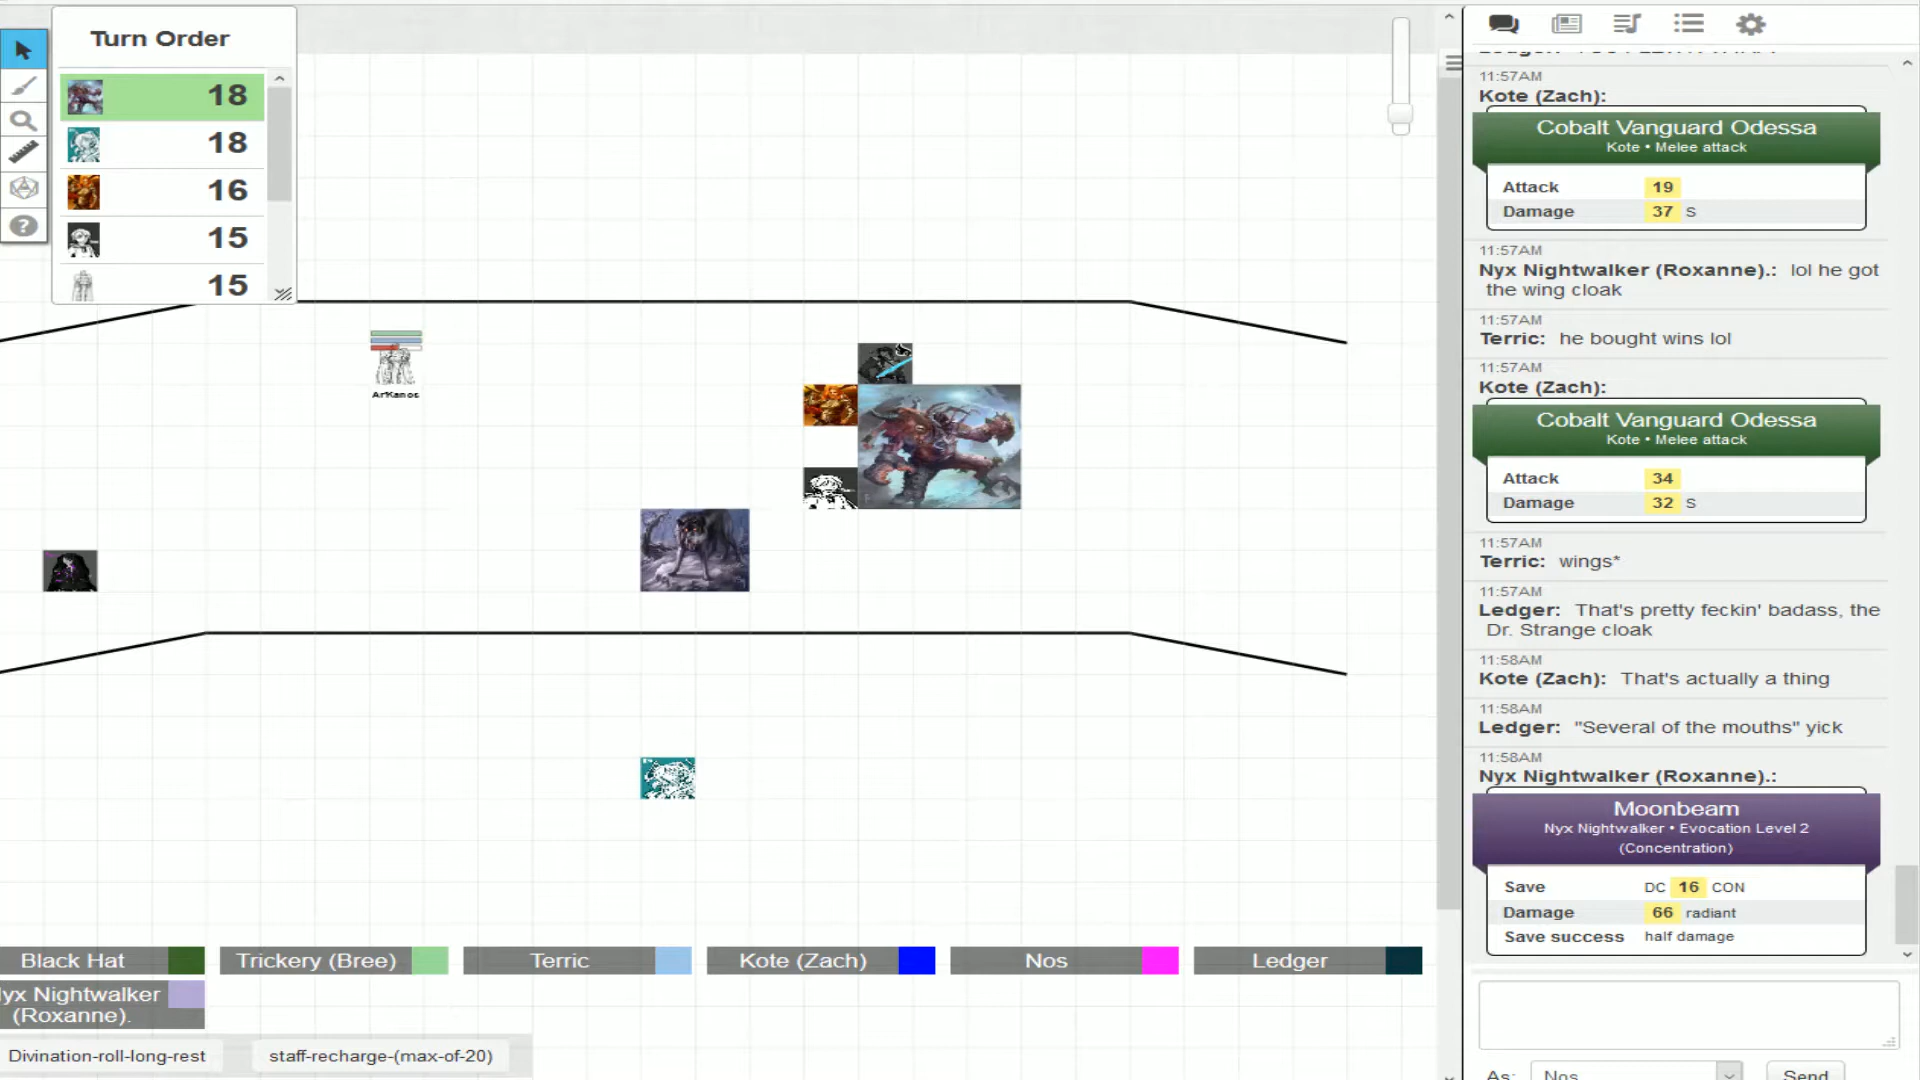 Turn Order
18
18
16
15
15
ArKanos
11:57AM
Kote (Zach):
Cobalt Vanguard Odessa
Kote • Melee attack
Attack 19
Damage 37 S
11:57AM
Nyx Nightwalker (Roxanne).: lol he got
the wing cloak
11:57AM
Terric: he bought wins lol
11:57AM
Kote (Zach):
Cobalt Vanguard Odessa
Kote • Melee attack
Attack 34
Damage 32 S
11:57AM
Terric: wings*
11:57AM
Ledger: That's pretty feckin' badass, the
Dr. Strange cloak
11:58AM
Kote (Zach): That's actually a thing
11:58AM
Ledger: "Several of the mouths" yick
11:58AM
Nyx Nightwalker (Roxanne).:
Moonbeam
Nyx Nightwalker • Evocation Level 2
(Concentration)
Save DC 16 CON
Damage 66 radiant
Save success half damage
As: Nos Send
Black Hat Trickery (Bree) Terric Kote (Zach) Nos Ledger
yx Nightwalker
(Roxanne).
Divination-roll-long-rest staff-recharge-(max-of-20)